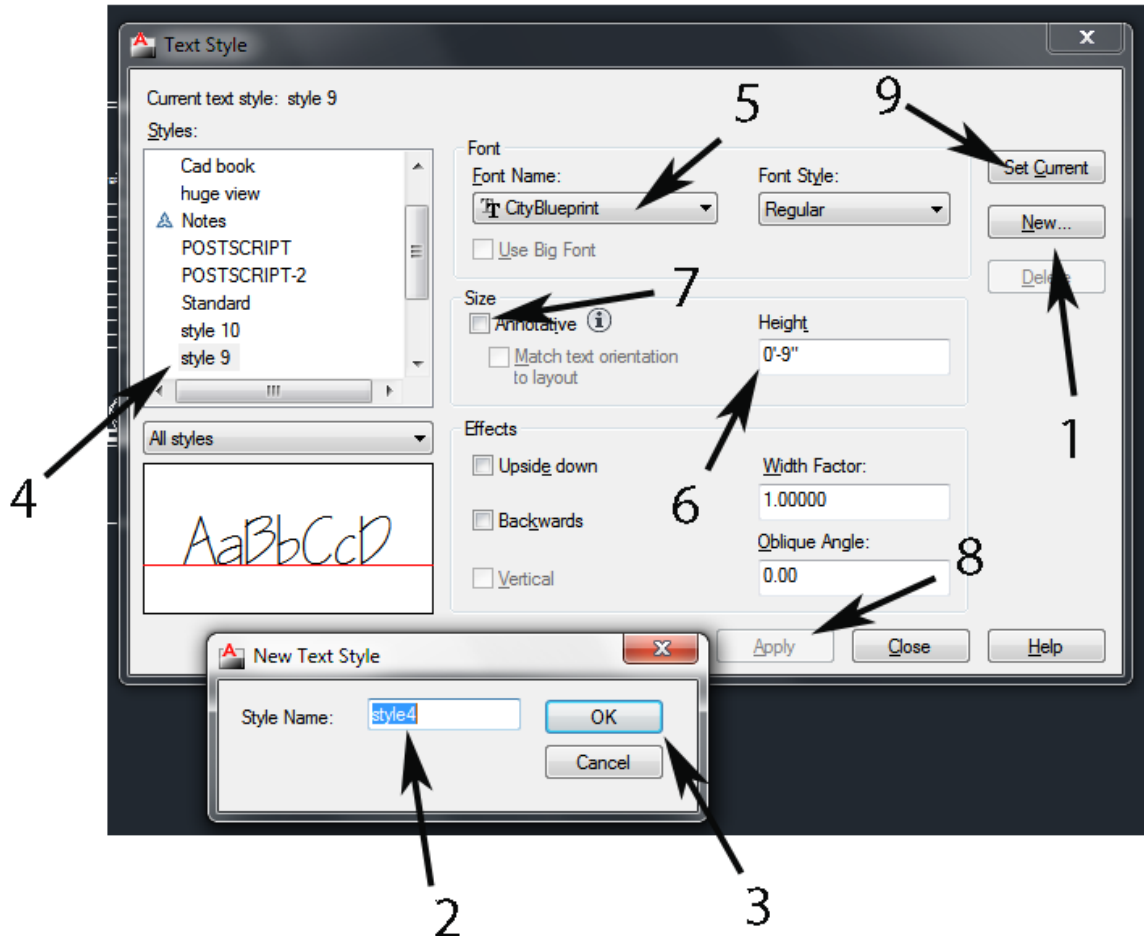 Text Style
Current text style: style 9
Styles:
Cad book
huge view
Notes
POSTSCRIPT
POSTSCRIPT-2
Standard
style 10
style 9
All styles
AaBbCcD
Font
Font Name:
CityBlueprint
Use Big Font
Font Style:
Regular
Size
Annotative
Match text orientation
to layout
Height
0'-9"
Effects
Upside down
Backwards
Vertical
Width Factor:
1.00000
Oblique Angle:
0.00
Set Current
New...
Delete
Apply
Close
Help
New Text Style
Style Name:
style4
OK
Cancel
1
2
3
4
5
6
7
8
9